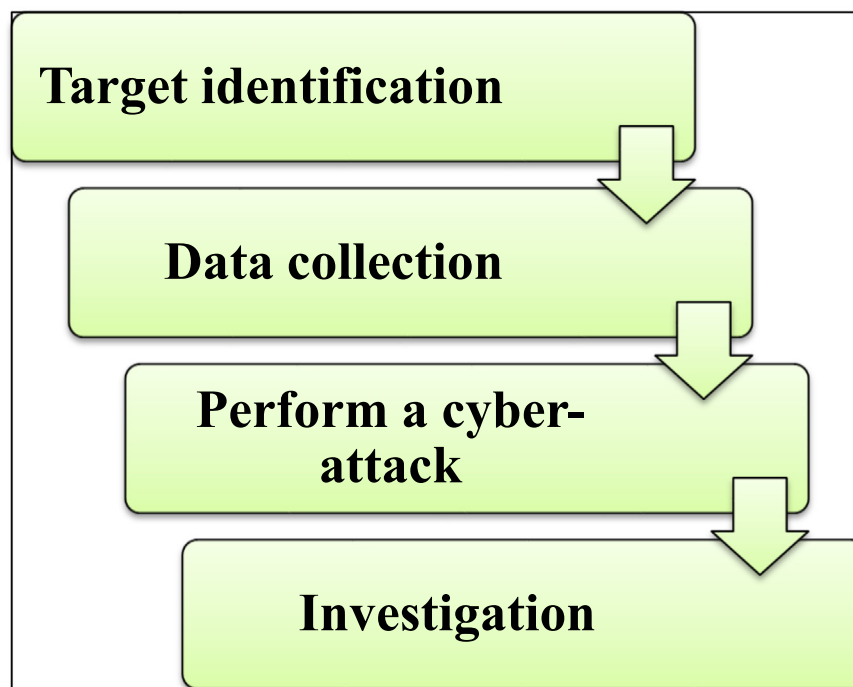 Target identification
Data collection
Perform a cyber-
attack
Investigation